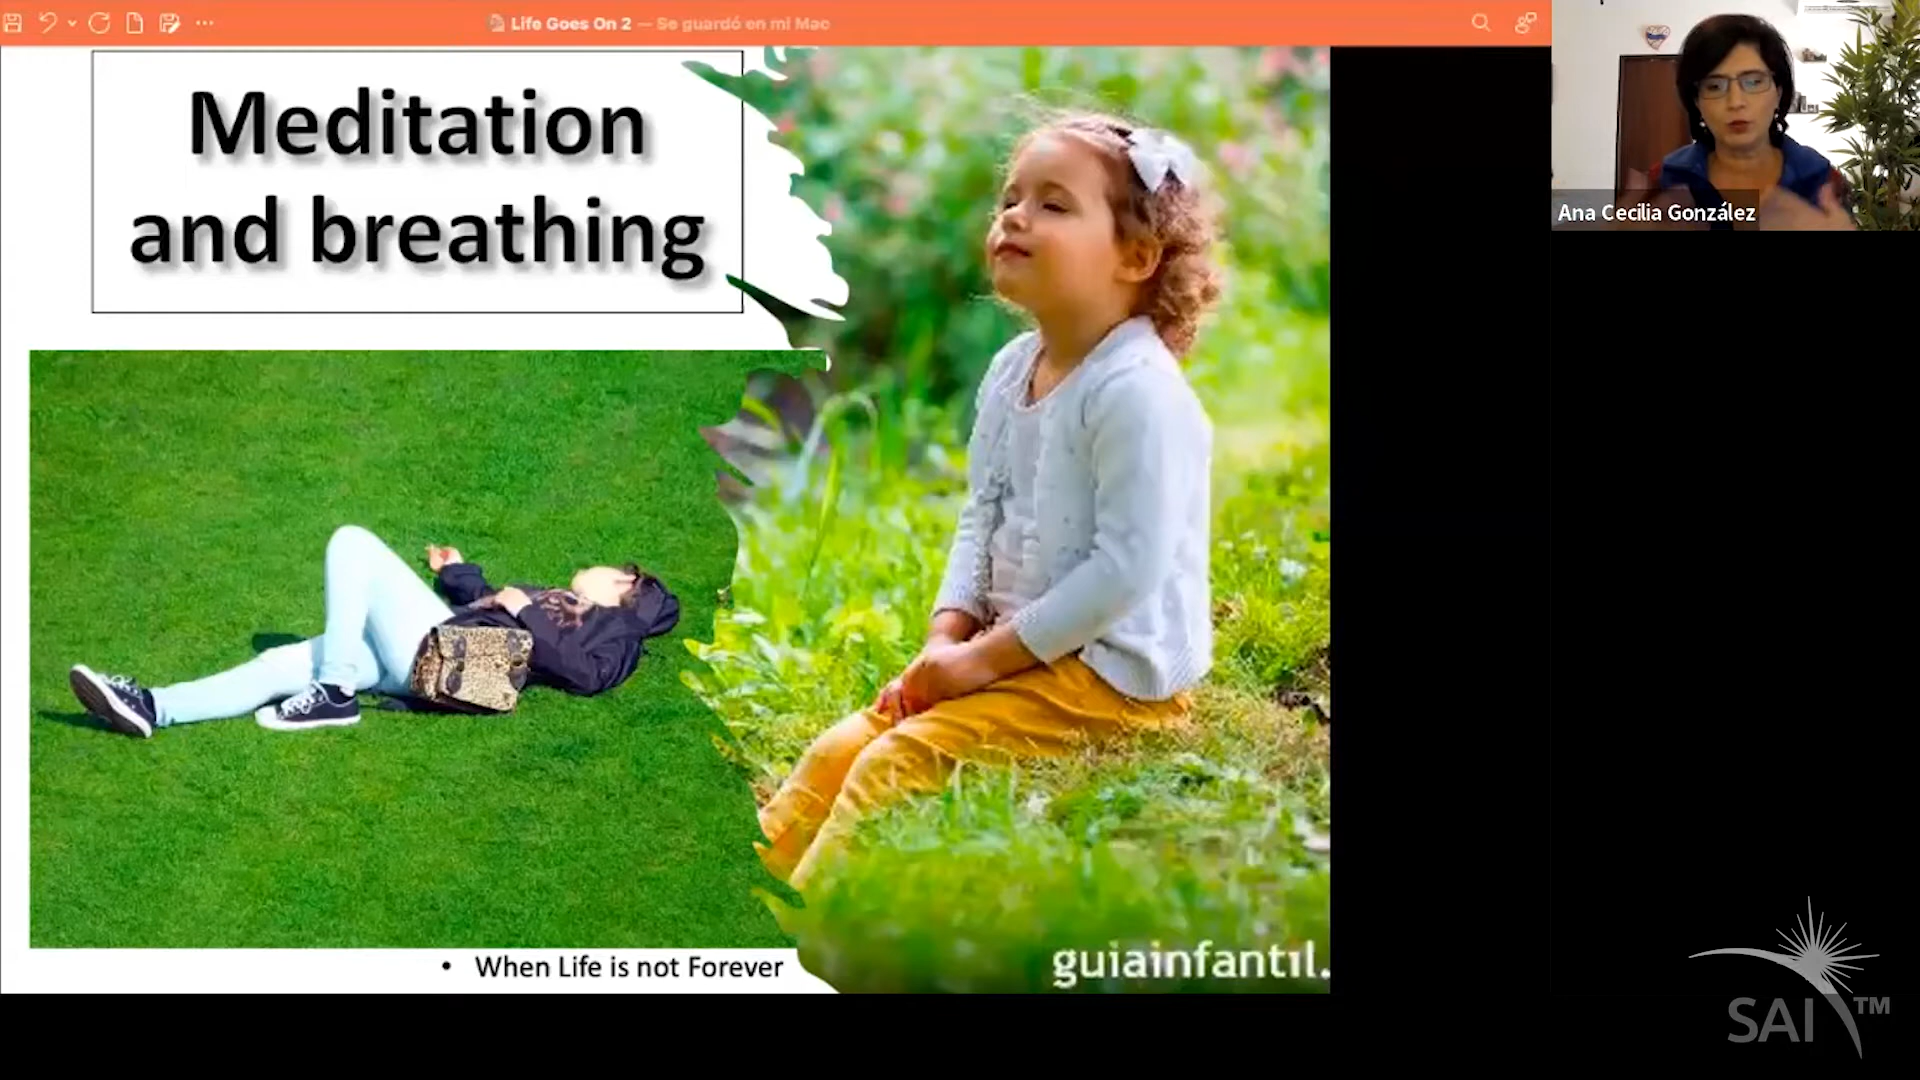 Life Goes On 2 — Se guardó en mi Mac
Meditation
and breathing
Ana Cecilia González
• When Life is not Forever
guiainfantil.
SAI™